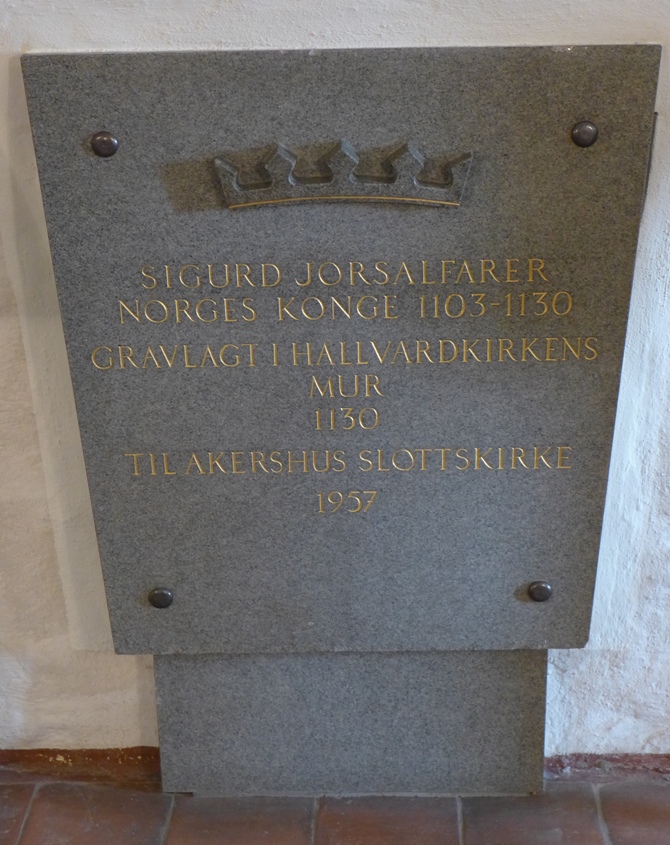 SIGURD JORSALFARER
NORGES KONGE 1103-1130
GRAVLAGT I HALLVARDKIRKENS
MUR
1130
TIL AKERSHUS SLOTTSKIRKE
1957